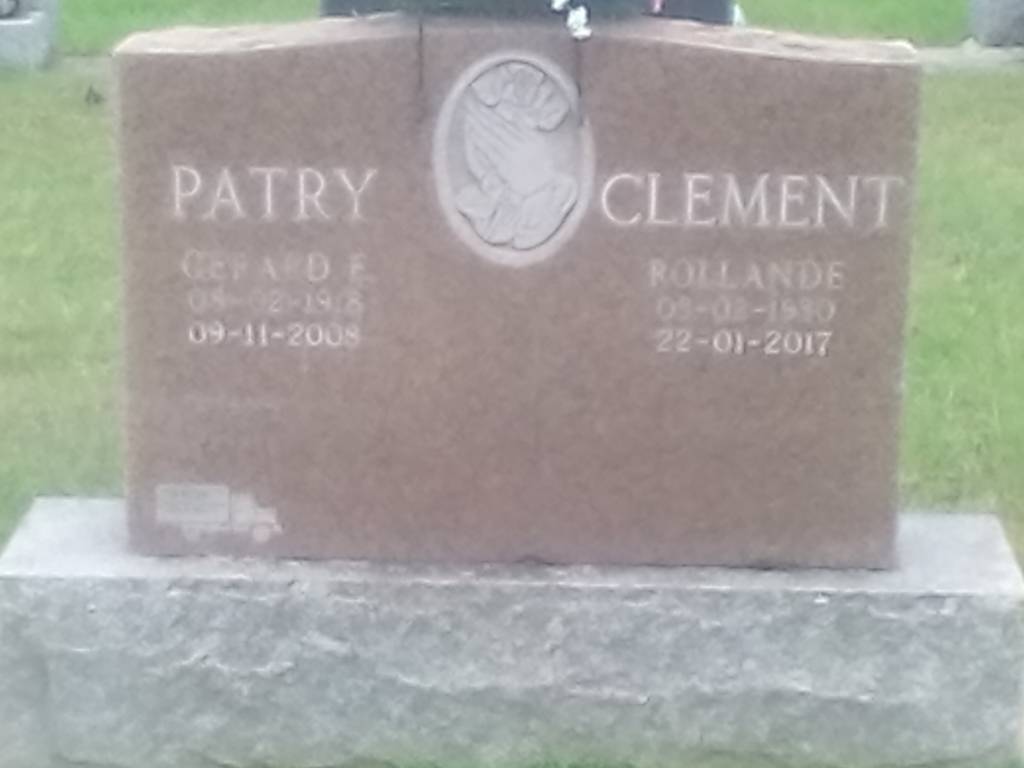 PATRY
GERARD E.
09-11-2008
CLEMENT
ROLLANDE
22-01-2017